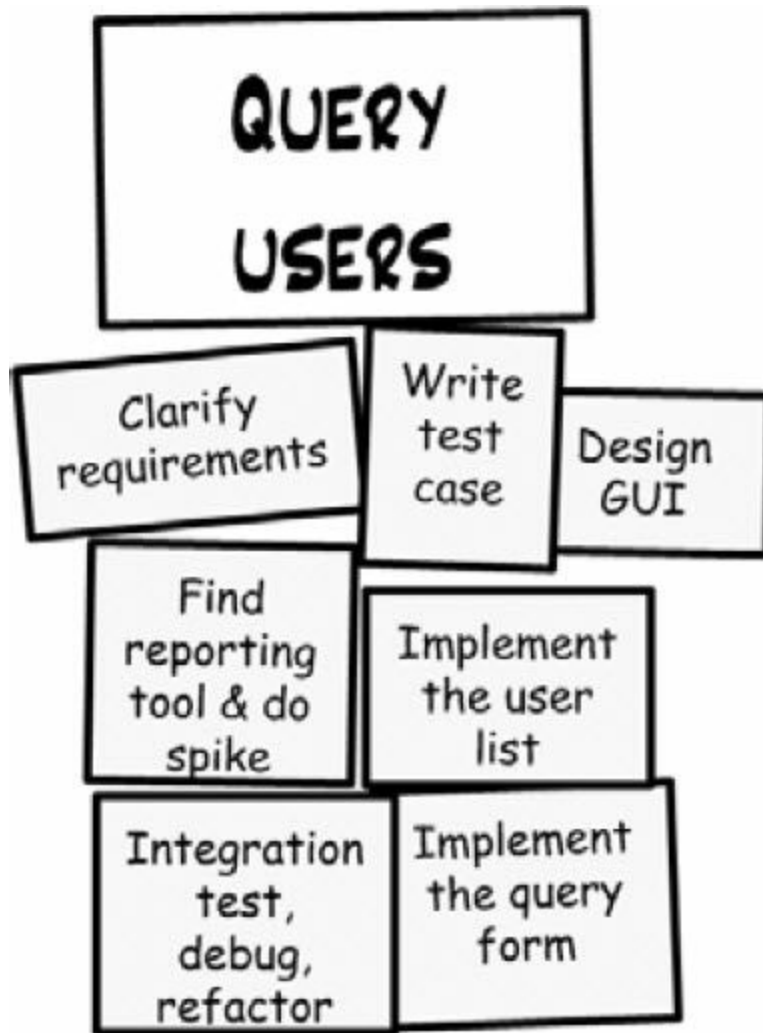 QUERY
USERS
Clarify
requirements
Write
test
case
Design
GUI
Find
reporting
tool & do
spike
Implement
the user
list
Integration
test,
debug,
refactor
Implement
the query
form